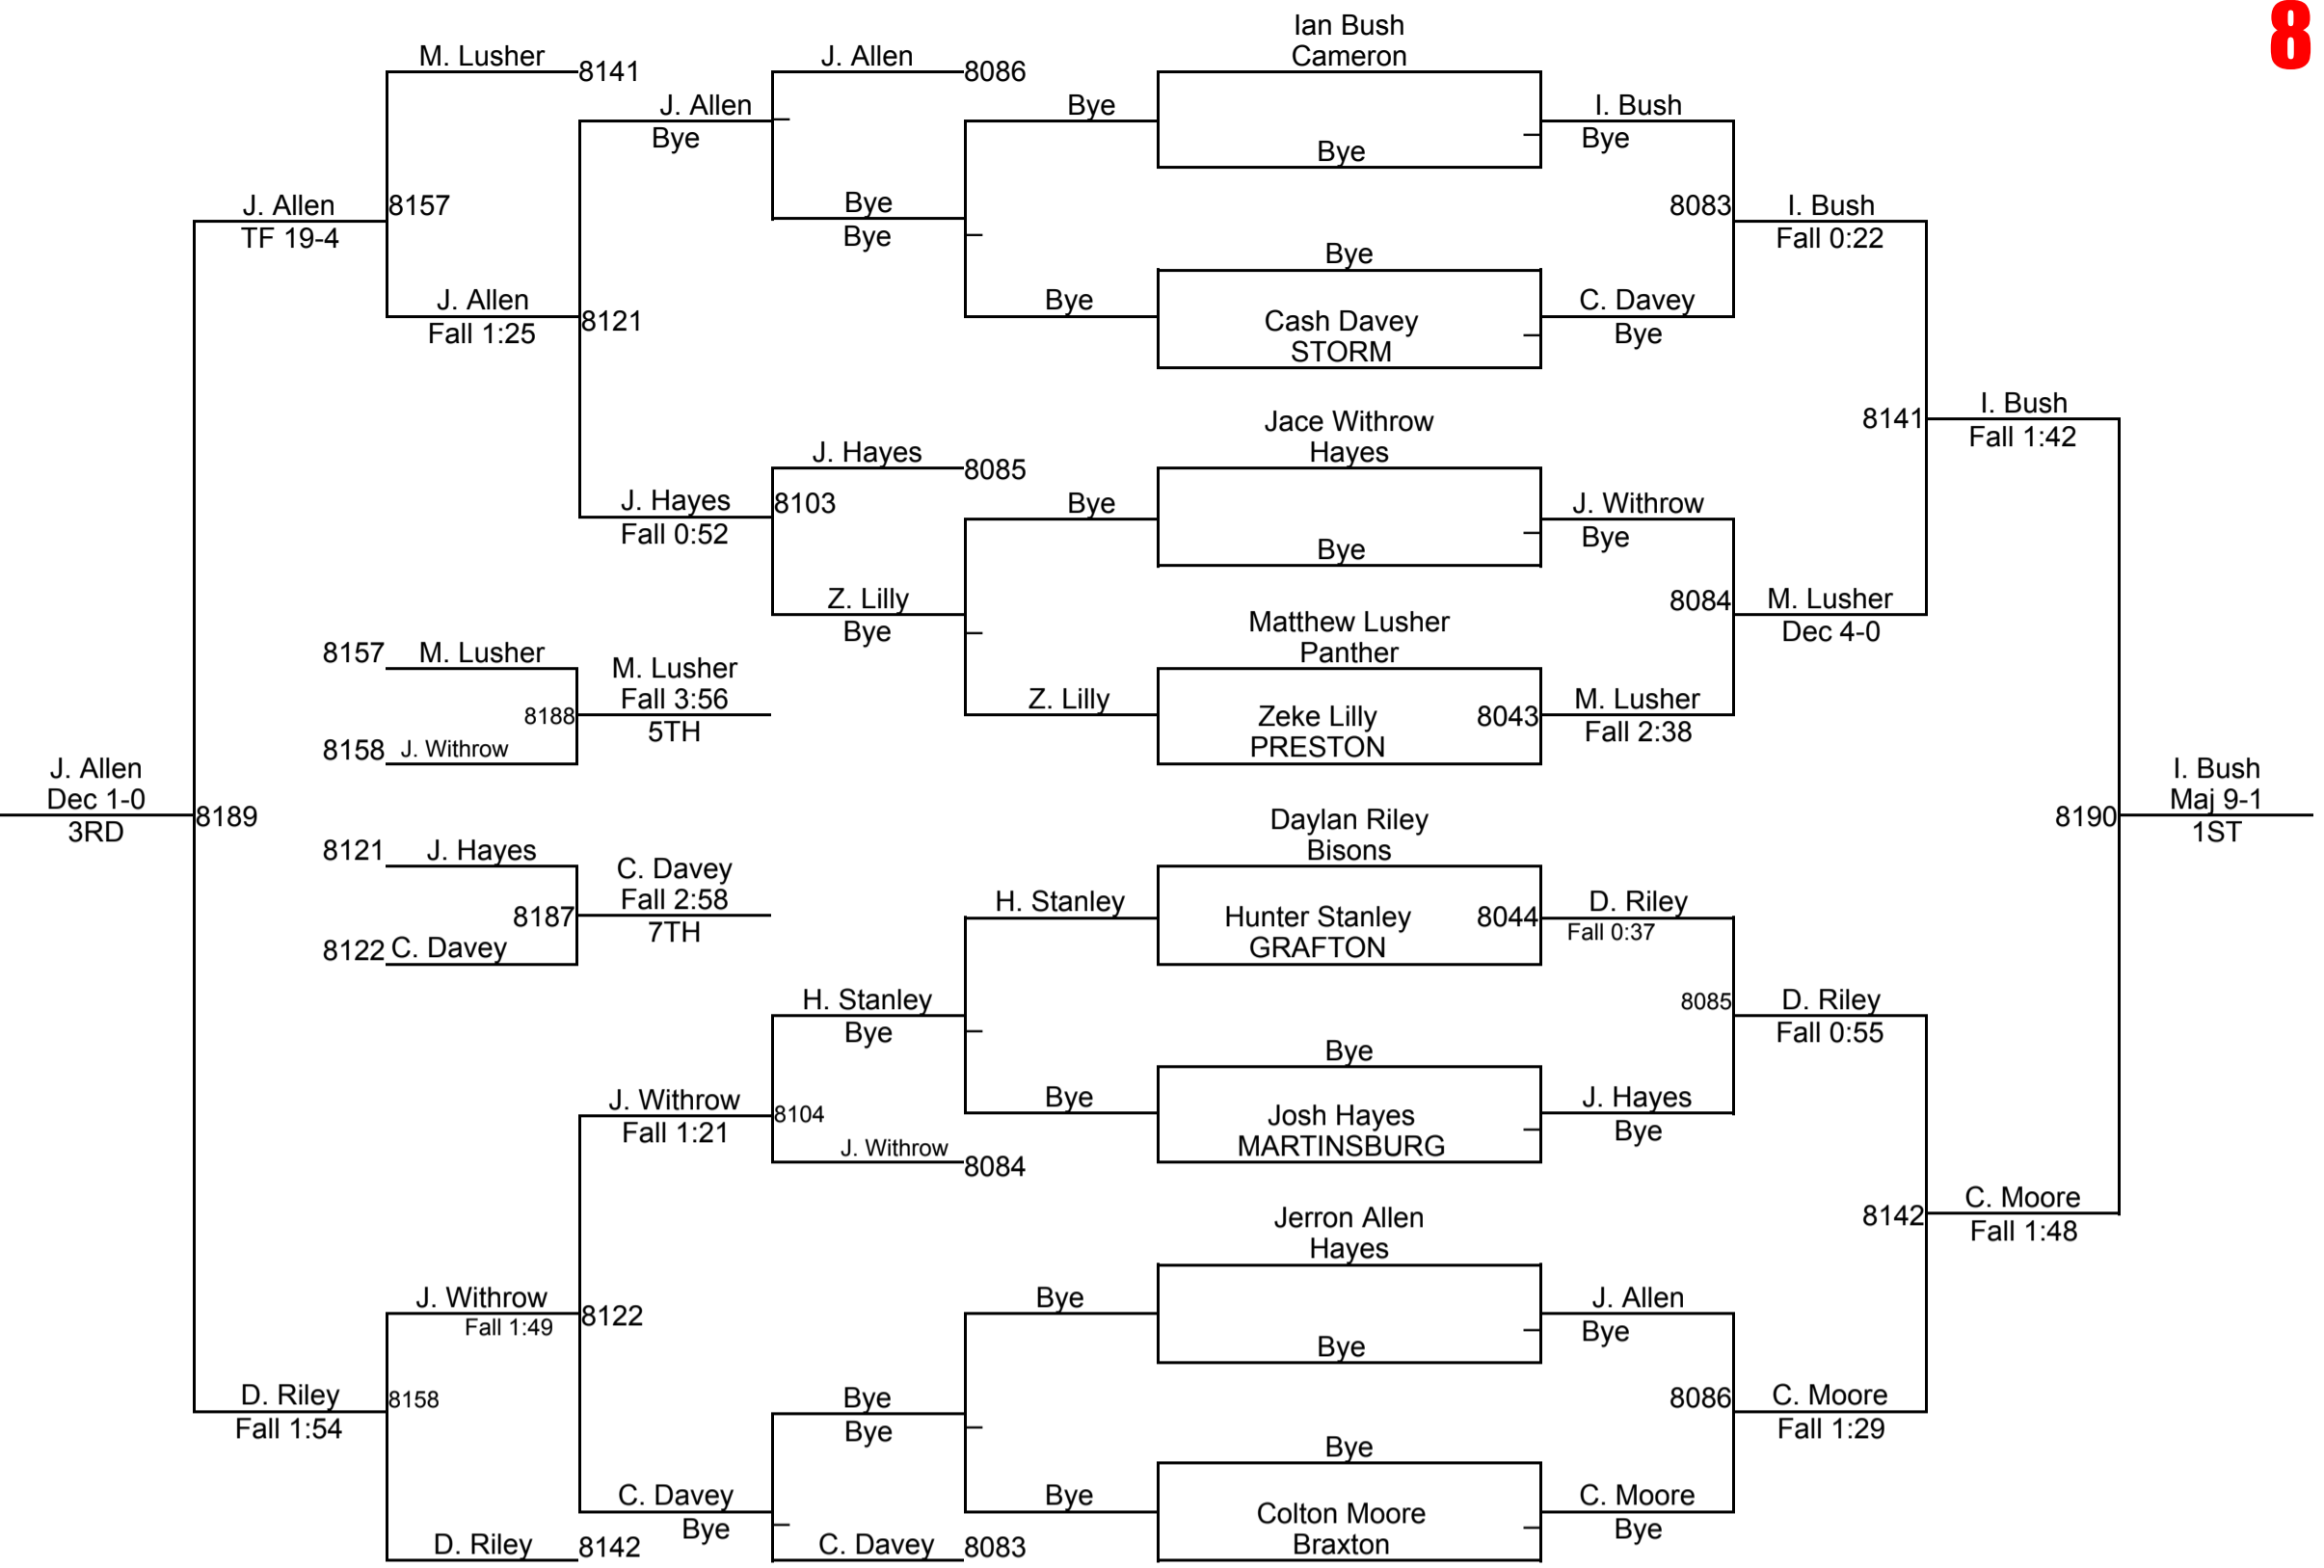 8
Ian Bush
Cameron
M. Lusher
8141
J. Allen
8086
J. Allen
Bye
Bye
I. Bush
Bye
Bye
J. Allen
TF 19-4
8157
Bye
Bye
8083
I. Bush
Fall 0:22
Bye
J. Allen
Fall 1:25
8121
Bye
Cash Davey
STORM
C. Davey
Bye
Jace Withrow
Hayes
8141
I. Bush
Fall 1:42
J. Hayes
8085
J. Hayes
Fall 0:52
8103
Bye
Bye
J. Withrow
Bye
Z. Lilly
Bye
Matthew Lusher
Panther
8084
M. Lusher
Dec 4-0
8157
M. Lusher
M. Lusher
Fall 3:56
5TH
8188
8158
J. Withrow
Z. Lilly
Zeke Lilly
PRESTON
8043
M. Lusher
Fall 2:38
J. Allen
Dec 1-0
3RD
8189
8190
I. Bush
Maj 9-1
1ST
Daylan Riley
Bisons
8121
J. Hayes
C. Davey
Fall 2:58
7TH
8187
8122
C. Davey
H. Stanley
Hunter Stanley
GRAFTON
8044
D. Riley
Fall 0:37
H. Stanley
Bye
8085
D. Riley
Fall 0:55
Bye
J. Withrow
Fall 1:21
8104
J. Withrow
8084
Bye
Josh Hayes
MARTINSBURG
J. Hayes
Bye
Jerron Allen
Hayes
8142
C. Moore
Fall 1:48
J. Withrow
Fall 1:49
8122
Bye
Bye
J. Allen
Bye
D. Riley
Fall 1:54
8158
Bye
Bye
8086
C. Moore
Fall 1:29
Bye
C. Davey
Bye
Bye
Colton Moore
Braxton
C. Moore
Bye
D. Riley
8142
C. Davey
8083